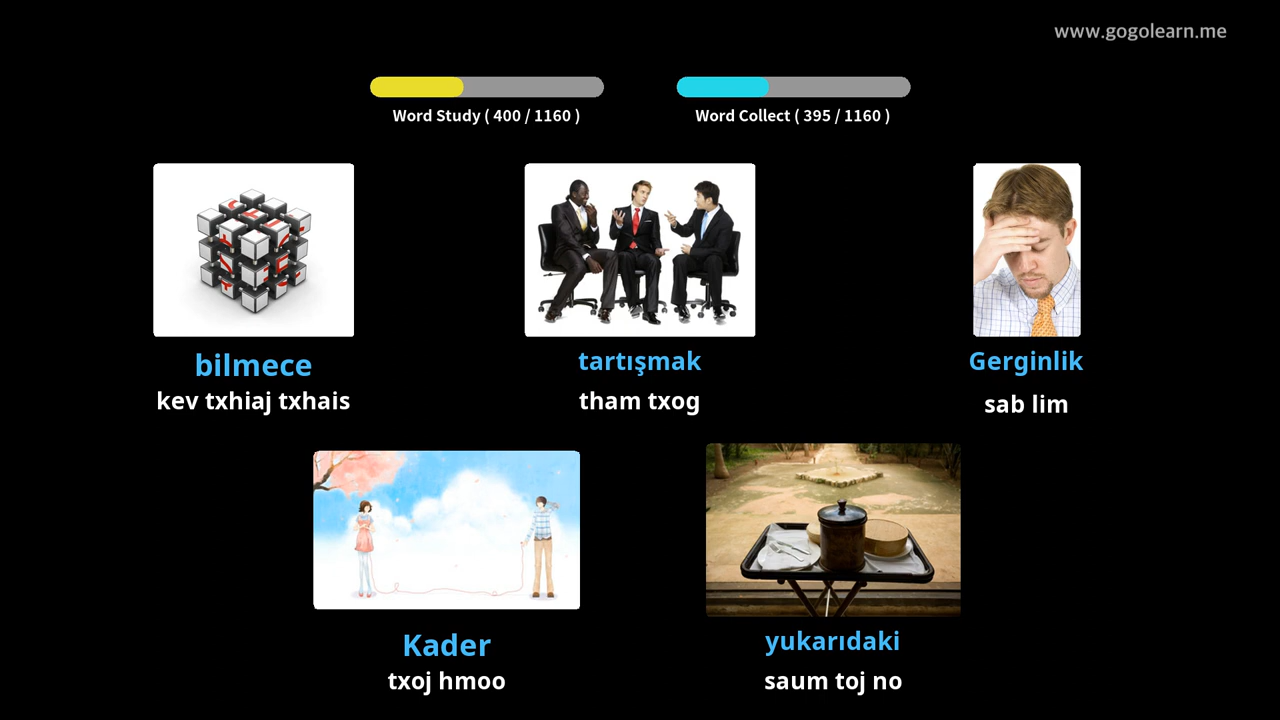 www.gogolearn.me
Word Study ( 400 / 1160 )
Word Collect ( 395 / 1160 )
bilmece
kev txhiaj txhais
tartışmak
tham txog
Gerginlik
sab lim
Kader
txoj hmoo
yukarıdaki
saum toj no